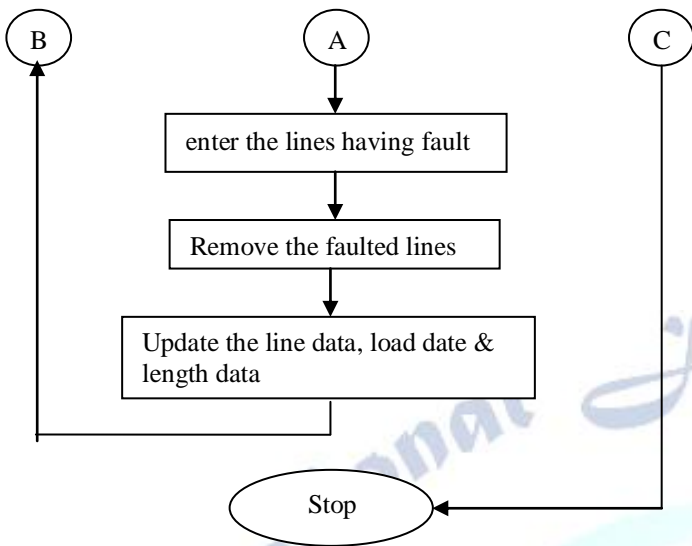 B
A
C
enter the lines having fault
Remove the faulted lines
Update the line data, load date &
length data
Stop